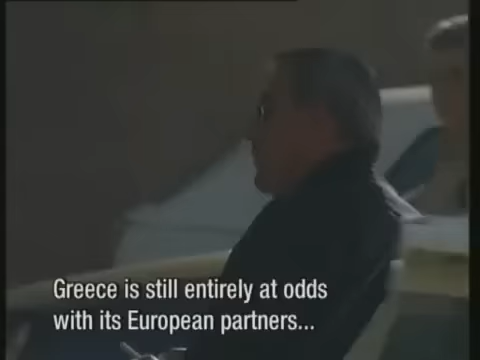 Greece is still entirely at odds
with its European partners...